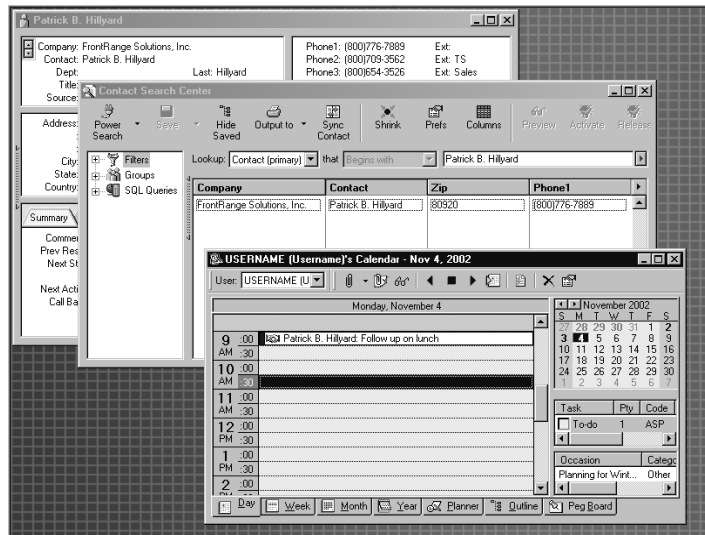 Patrick B. Hillyard
Company: FrontRange Solutions, Inc.
Contact: Patrick B. Hillyard
Dept: Last: Hillyard
Title:
Source:
Phone1: (800)776-7889 Ext:
Phone2: (800)709-3562 Ext: TS
Phone3: (800)654-3526 Ext: Sales
Address:
City:
State:
Country:
Summary
Prev Res
Next St
Next Acti
Call Ba
Contact Search Center
Power Search Save Hide Saved Output to Sync Contact Shrink Prefs Columns Preview Activate Release
Filters
Groups
SQL Queries
Lookup: Contact (primary) that Begins with Patrick B. Hillyard
Company Contact Zip Phone1
FrontRange Solutions, Inc. Patrick B. Hillyard 80920 (800)776-7889
USERNAME (Username)'s Calendar - Nov 4, 2002
User: USERNAME (U
Monday, November 4
9 :00 Patrick B. Hillyard: Follow up on lunch
AM :30
10 :00
AM :30
11 :00
AM :30
12 :00
PM :30
1 :00
PM :30
2 :00
November 2002
S M T W T F S
27 28 29 30 31 1 2
3 4 5 6 7 8 9
10 11 12 13 14 15 16
17 18 19 20 21 22 23
24 25 26 27 28 29 30
1 2 3 4 5 6 7
Task Pty Code
To-do 1 ASP
Occasion Catego
Planning for Wint... Other
Day Week Month Year Planner Outline Peg Board